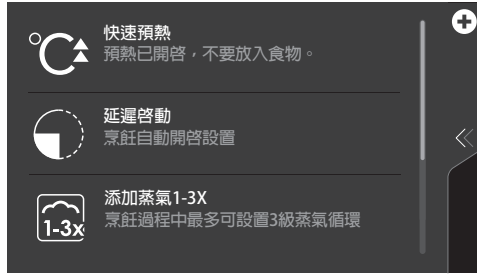 快速預熱
預熱已開啓，不要放入食物。
延遲啓動
烹飪自動開啓設置
添加蒸氣1-3X
1-3x
烹飪過程中最多可設置3級蒸氣循環